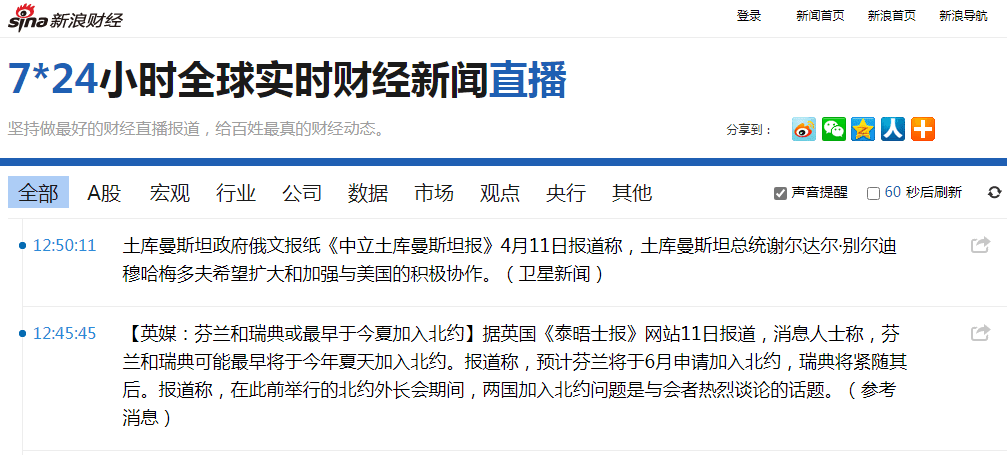 sina新浪财经
登录 新闻首页 新浪首页 新浪导航
7*24小时全球实时财经新闻直播
坚持做最好的财经直播报道，给百姓最真的财经动态。
分享到：
全部 A股 宏观 行业 公司 数据 市场 观点 央行 其他
声音提醒 60 秒后刷新
12:50:11 土库曼斯坦政府俄文报纸《中立土库曼斯坦报》4月11日报道称，土库曼斯坦总统谢尔达尔·别尔迪
穆哈梅多夫希望扩大和加强与美国的积极协作。（卫星新闻）
12:45:45 【英媒：芬兰和瑞典或最早于今夏加入北约】据英国《泰晤士报》网站11日报道，消息人士称，芬
兰和瑞典可能最早将于今年夏天加入北约。报道称，预计芬兰将于6月申请加入北约，瑞典将紧随其
后。报道称，在此前举行的北约外长会期间，两国加入北约问题是与会者热烈谈论的话题。（参考
消息）